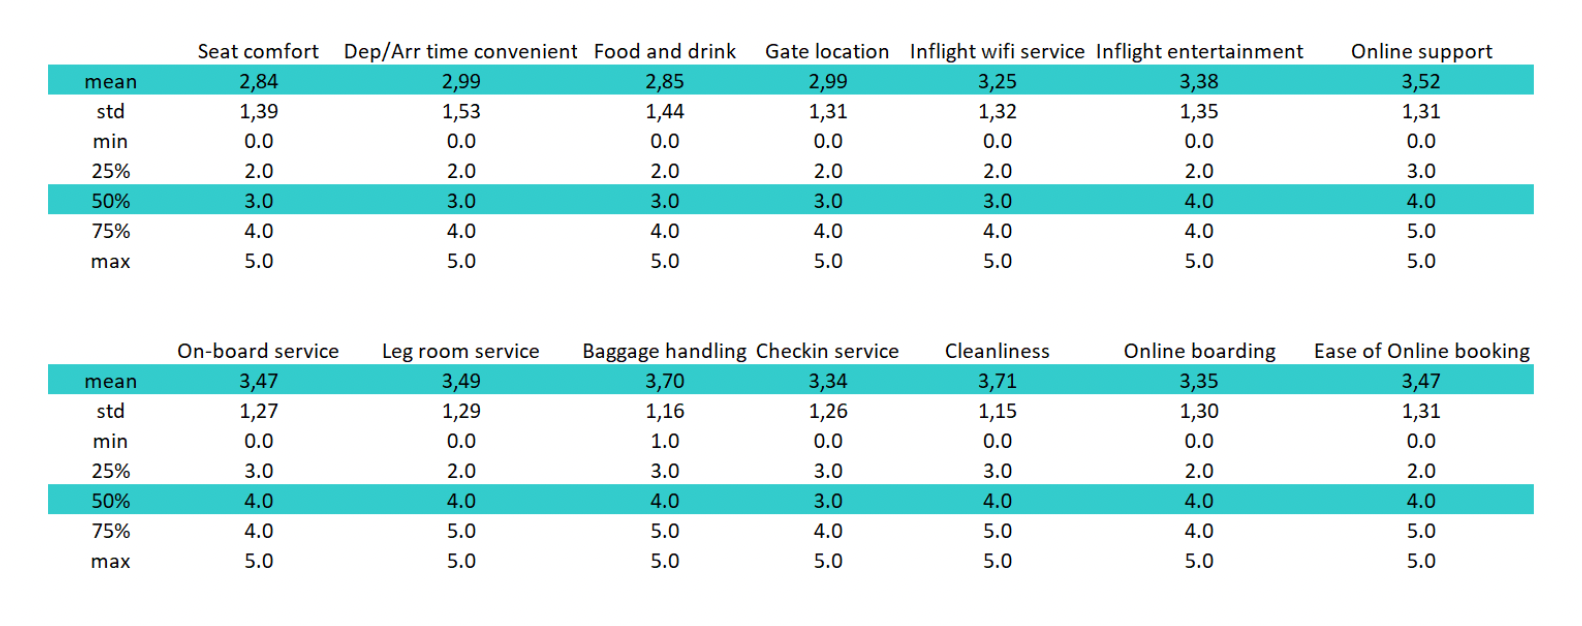 Seat comfort Dep/Arr time convenient Food and drink Gate location Inflight wifi service Inflight entertainment Online support
mean 2,84 2,99 2,85 2,99 3,25 3,38 3,52
std 1,39 1,53 1,44 1,31 1,32 1,35 1,31
min 0.0 0.0 0.0 0.0 0.0 0.0 0.0
25% 2.0 2.0 2.0 2.0 2.0 2.0 3.0
50% 3.0 3.0 3.0 3.0 3.0 4.0 4.0
75% 4.0 4.0 4.0 4.0 4.0 4.0 5.0
max 5.0 5.0 5.0 5.0 5.0 5.0 5.0
On-board service Leg room service Baggage handling Checkin service Cleanliness Online boarding Ease of Online booking
mean 3,47 3,49 3,70 3,34 3,71 3,35 3,47
std 1,27 1,29 1,16 1,26 1,15 1,30 1,31
min 0.0 0.0 1.0 0.0 0.0 0.0 0.0
25% 3.0 2.0 3.0 3.0 3.0 2.0 2.0
50% 4.0 4.0 4.0 3.0 4.0 4.0 4.0
75% 4.0 5.0 5.0 4.0 5.0 4.0 5.0
max 5.0 5.0 5.0 5.0 5.0 5.0 5.0